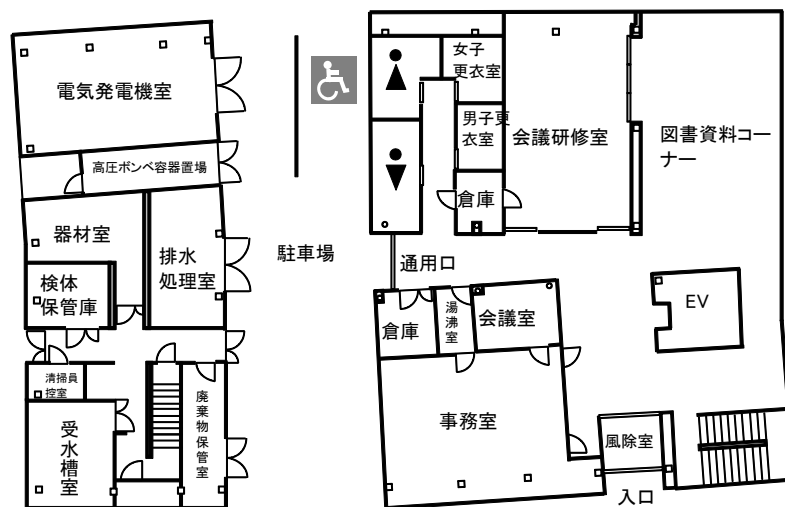 電気発電機室
高圧ボンベ容器置場
器材室
検体
保管庫
排水
処理室
清掃員
控室
受水槽室
廃棄物保管室
駐車場
女子
更衣室
男子更
衣室
倉庫
会議研修室
図書資料コー
ナー
通用口
倉庫
湯沸室
会議室
EV
事務室
風除室
入口